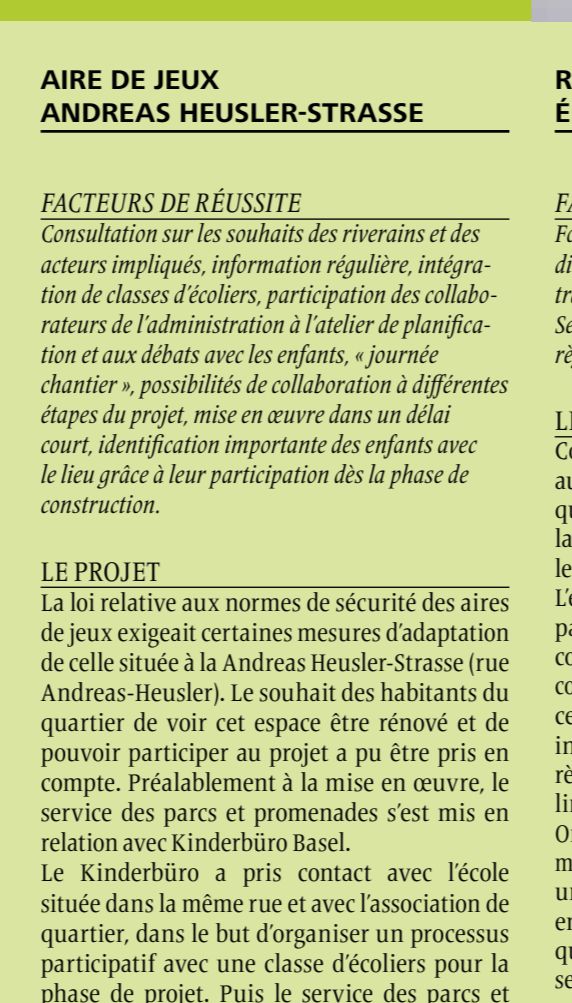 AIRE DE JEUX
ANDREAS HEUSLER-STRASSE
FACTEURS DE RÉUSSITE
Consultation sur les souhaits des riverains et des
acteurs impliqués, information régulière, intégra-
tion de classes d’écoliers, participation des collabo-
rateurs de l’administration à l’atelier de planifica-
tion et aux débats avec les enfants, « journée
chantier », possibilités de collaboration à différentes
étapes du projet, mise en œuvre dans un délai
court, identification importante des enfants avec
le lieu grâce à leur participation dès la phase de
construction.
LE PROJET
La loi relative aux normes de sécurité des aires
de jeux exigeait certaines mesures d’adaptation
de celle située à la Andreas Heusler-Strasse (rue
Andreas-Heusler). Le souhait des habitants du
quartier de voir cet espace être rénové et de
pouvoir participer au projet a pu être pris en
compte. Préalablement à la mise en œuvre, le
service des parcs et promenades s’est mis en
relation avec Kinderbüro Basel.
Le Kinderbüro a pris contact avec l’école
située dans la même rue et avec l’association de
quartier, dans le but d’organiser un processus
participatif avec une classe d’écoliers pour la
phase de projet. Puis le service des parcs et